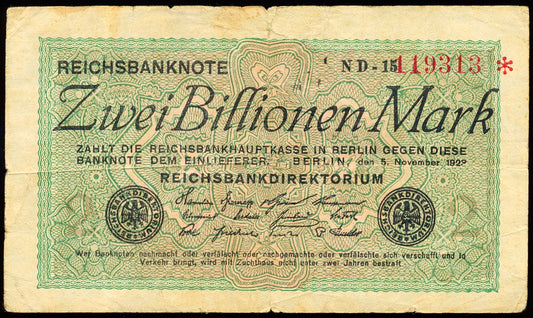 REICHSBANKNOTE
ND-15 119313 *
Zwei Billionen Mark
ZAHLT DIE REICHSBANKHAUPTKASSE IN BERLIN GEGEN DIESE
BANKNOTE DEM EINLIEFERER. BERLIN, den 5. November 1923
REICHSBANKDIREKTORIUM
REICHSBANKDIREKTORIUM
REICHSBANKDIREKTORIUM
Wer Banknoten nachmacht oder verfälscht oder nachgemachte oder verfälschte sich verschafft und in
Verkehr bringt, wird mit Zuchthaus nicht unter zwei Jahren bestraft